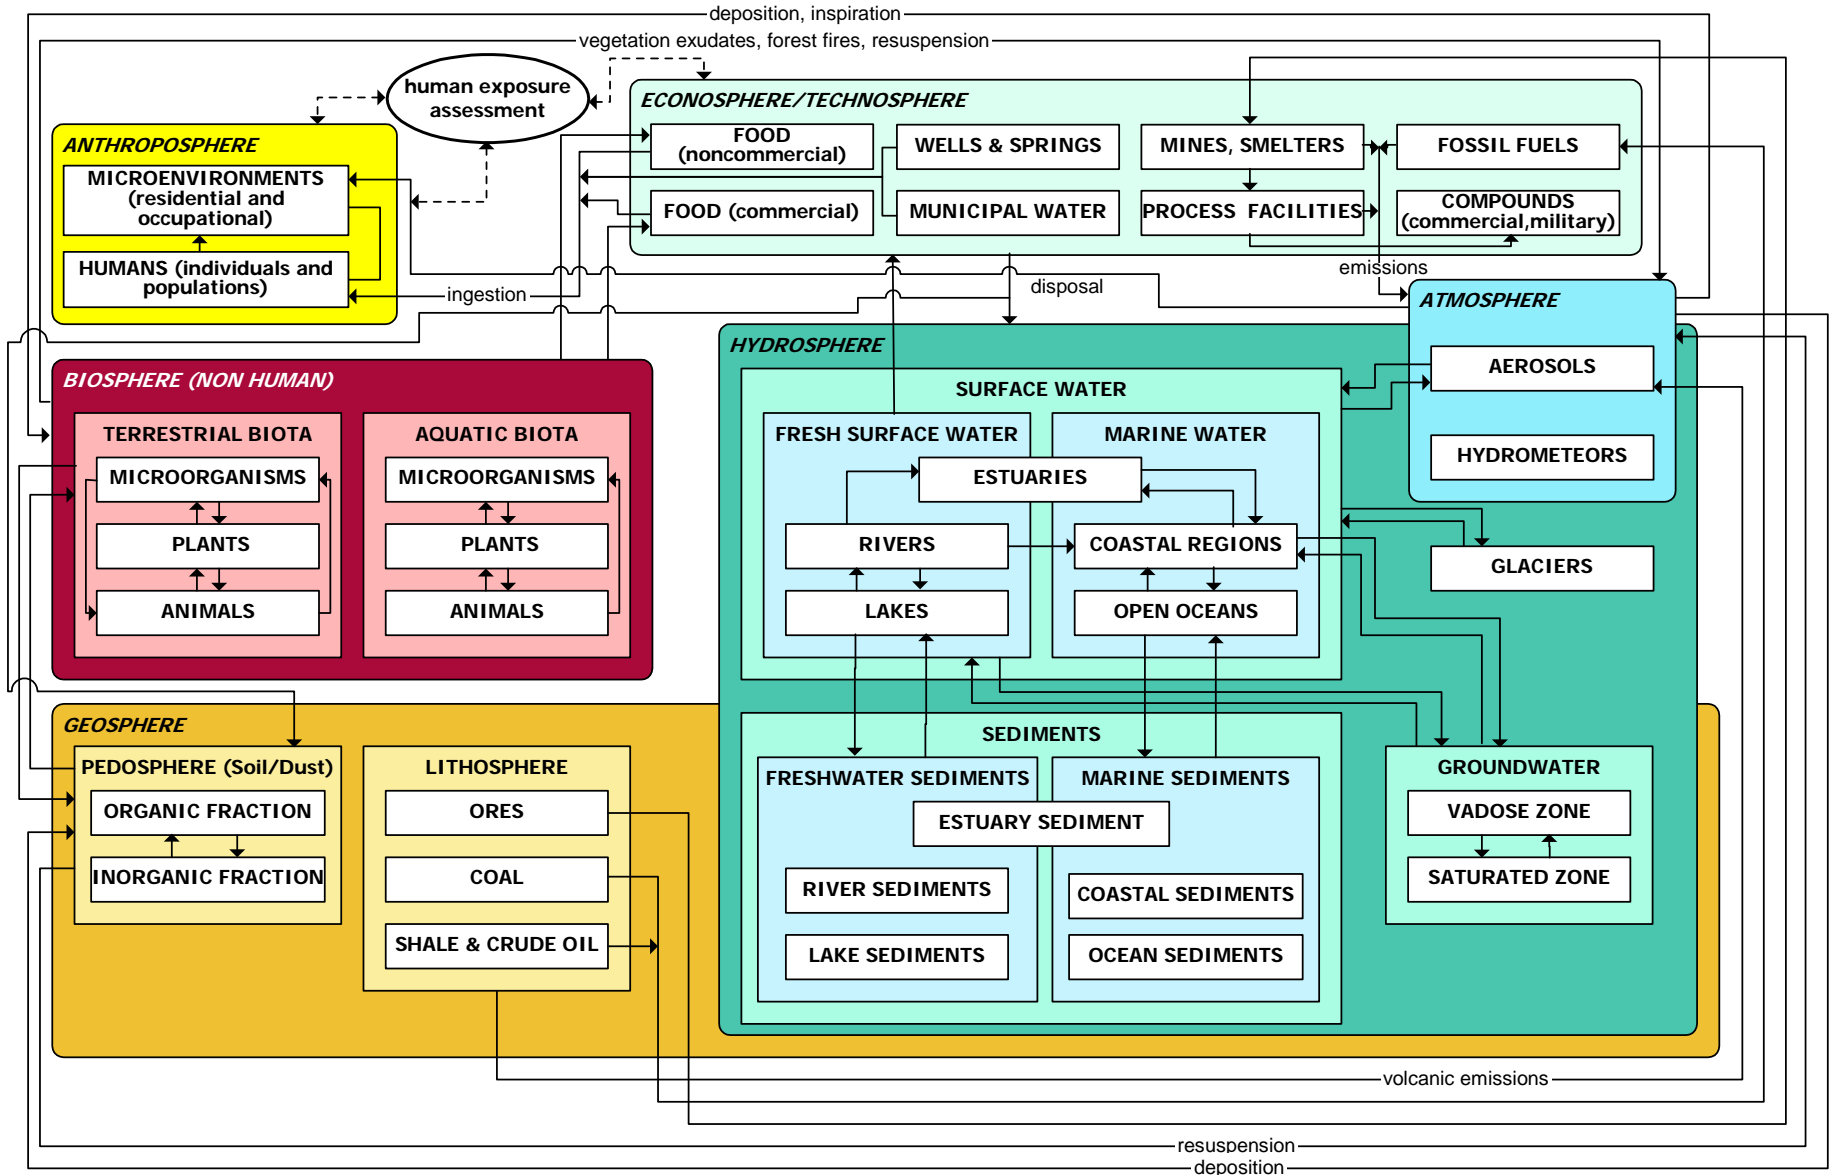 deposition, inspiration
vegetation exudates, forest fires, resuspension
human exposure
assessment
ECONOSPHERE/TECHNOSPHERE
FOOD
(noncommercial)
WELLS & SPRINGS
MINES, SMELTERS
FOSSIL FUELS
FOOD (commercial)
MUNICIPAL WATER
PROCESS FACILITIES
COMPOUNDS
(commercial,military)
ANTHROPOSPHERE
MICROENVIRONMENTS
(residential and
occupational)
HUMANS (individuals and
populations)
ingestion
disposal
emissions
ATMOSPHERE
AEROSOLS
HYDROMETEORS
BIOSPHERE (NON HUMAN)
TERRESTRIAL BIOTA
MICROORGANISMS
PLANTS
ANIMALS
AQUATIC BIOTA
MICROORGANISMS
PLANTS
ANIMALS
HYDROSPHERE
SURFACE WATER
FRESH SURFACE WATER
MARINE WATER
ESTUARIES
RIVERS
COASTAL REGIONS
LAKES
OPEN OCEANS
GLACIERS
GEOSPHERE
PEDOSPHERE (Soil/Dust)
ORGANIC FRACTION
INORGANIC FRACTION
LITHOSPHERE
ORES
COAL
SHALE & CRUDE OIL
SEDIMENTS
FRESHWATER SEDIMENTS
MARINE SEDIMENTS
ESTUARY SEDIMENT
RIVER SEDIMENTS
COASTAL SEDIMENTS
LAKE SEDIMENTS
OCEAN SEDIMENTS
GROUNDWATER
VADOSE ZONE
SATURATED ZONE
volcanic emissions
resuspension
deposition